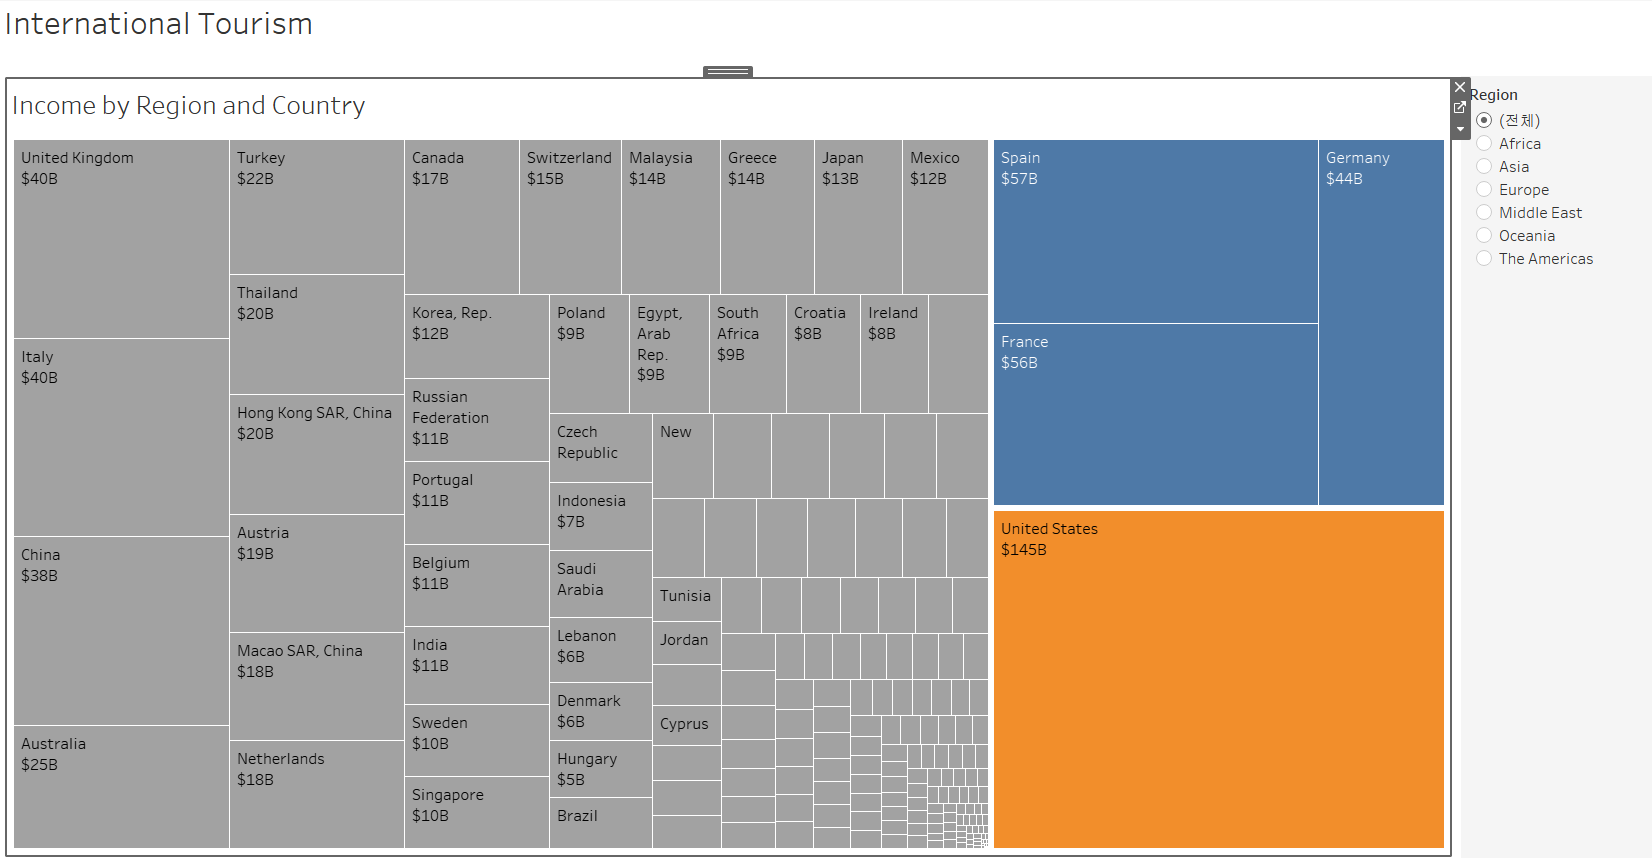 International Tourism
Income by Region and Country
United Kingdom
$40B
Italy
$40B
China
$38B
Australia
$25B
Turkey
$22B
Thailand
$20B
Hong Kong SAR, China
$20B
Austria
$19B
Macao SAR, China
$18B
Netherlands
$18B
Canada
$17B
Switzerland
$15B
Malaysia
$14B
Greece
$14B
Japan
$13B
Mexico
$12B
Korea, Rep.
$12B
Russian
Federation
$11B
Portugal
$11B
Belgium
$11B
India
$11B
Sweden
$10B
Singapore
$10B
Poland
$9B
Egypt,
Arab
Rep.
$9B
South
Africa
$9B
Croatia
$8B
Ireland
$8B
Czech
Republic
Indonesia
$7B
Saudi
Arabia
Lebanon
$6B
Denmark
$6B
Hungary
$5B
Brazil
New
Tunisia
Jordan
Cyprus
Spain
$57B
France
$56B
Germany
$44B
United States
$145B
Region
(전체)
Africa
Asia
Europe
Middle East
Oceania
The Americas